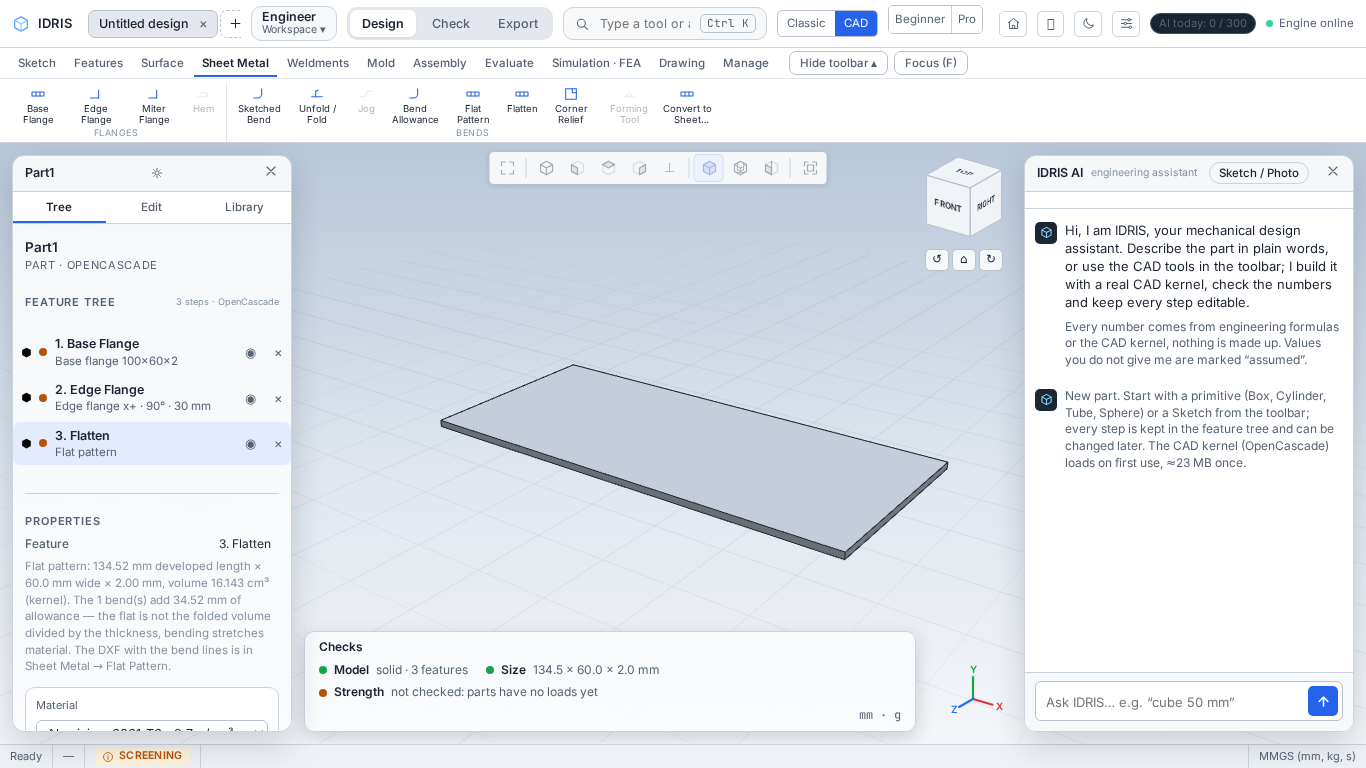 IDRIS
Untitled design ×
+
Engineer
Workspace ▾
Design
Check
Export
Type a tool or
Ctrl K
Classic
CAD
Beginner
Pro
AI today: 0 / 300
Engine online
Sketch
Features
Surface
Sheet Metal
Weldments
Mold
Assembly
Evaluate
Simulation · FEA
Drawing
Manage
Hide toolbar ▴
Focus (F)
Base
Flange
Edge
Flange
Miter
Flange
Hem
FLANGES
Sketched
Bend
Unfold /
Fold
Jog
Bend
Allowance
Flat
Pattern
Flatten
Corner
Relief
Forming
Tool
Convert to
Sheet…
BENDS
Part1
Tree
Edit
Library
Part1
PART · OPENCASCADE
FEATURE TREE
3 steps · OpenCascade
1. Base Flange
Base flange 100×60×2
2. Edge Flange
Edge flange x+ · 90° · 30 mm
3. Flatten
Flat pattern
PROPERTIES
Feature
3. Flatten
Flat pattern: 134.52 mm developed length ×
60.0 mm wide × 2.00 mm, volume 16.143 cm³
(kernel). The 1 bend(s) add 34.52 mm of
allowance — the flat is not the folded volume
divided by the thickness, bending stretches
material. The DXF with the bend lines is in
Sheet Metal → Flat Pattern.
Material
TOP
FRONT
RIGHT
Checks
Model solid · 3 features
Size 134.5 × 60.0 × 2.0 mm
Strength not checked: parts have no loads yet
mm · g
Y
X
Z
IDRIS AI engineering assistant
Sketch / Photo
Hi, I am IDRIS, your mechanical design
assistant. Describe the part in plain words,
or use the CAD tools in the toolbar; I build it
with a real CAD kernel, check the numbers
and keep every step editable.
Every number comes from engineering formulas
or the CAD kernel, nothing is made up. Values
you do not give me are marked “assumed”.
New part. Start with a primitive (Box, Cylinder,
Tube, Sphere) or a Sketch from the toolbar;
every step is kept in the feature tree and can be
changed later. The CAD kernel (OpenCascade)
loads on first use, ≈23 MB once.
Ask IDRIS… e.g. “cube 50 mm”
Ready
—
SCREENING
MMGS (mm, kg, s)